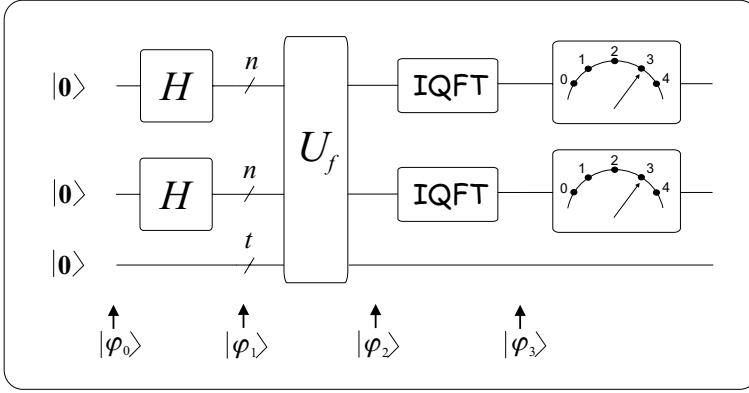 |0⟩ H n U_f IQFT 0 1 2 3 4
|0⟩ H n IQFT 0 1 2 3 4
|0⟩ t
|φ₀⟩ |φ₁⟩ |φ₂⟩ |φ₃⟩